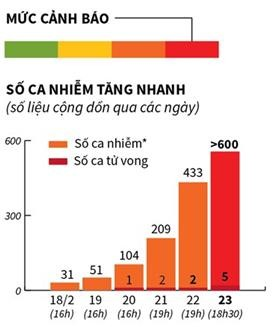 MỨC CẢNH BÁO
SỐ CA NHIỄM TĂNG NHANH
(số liệu cộng dồn qua các ngày)
600
300
0
Số ca nhiễm*
Số ca tử vong
31
51
104
209
433
>600
1
2
2
5
18/2 19 20 21 22 23
(16h) (16h) (16h) (19h) (19h) (18h30)